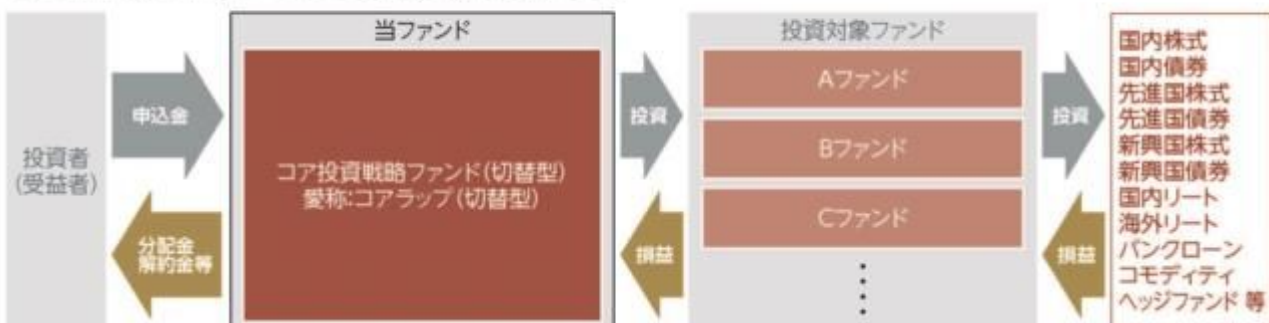 投資者
(受益者)
申込金
分配金
解約金等
当ファンド
コア投資戦略ファンド(切替型)
愛称:コアラップ(切替型)
投資
損益
投資対象ファンド
Aファンド
Bファンド
Cファンド
投資
損益
国内株式
国内債券
先進国株式
先進国債券
新興国株式
新興国債券
国内リート
海外リート
バンクローン
コモディティ
ヘッジファンド 等